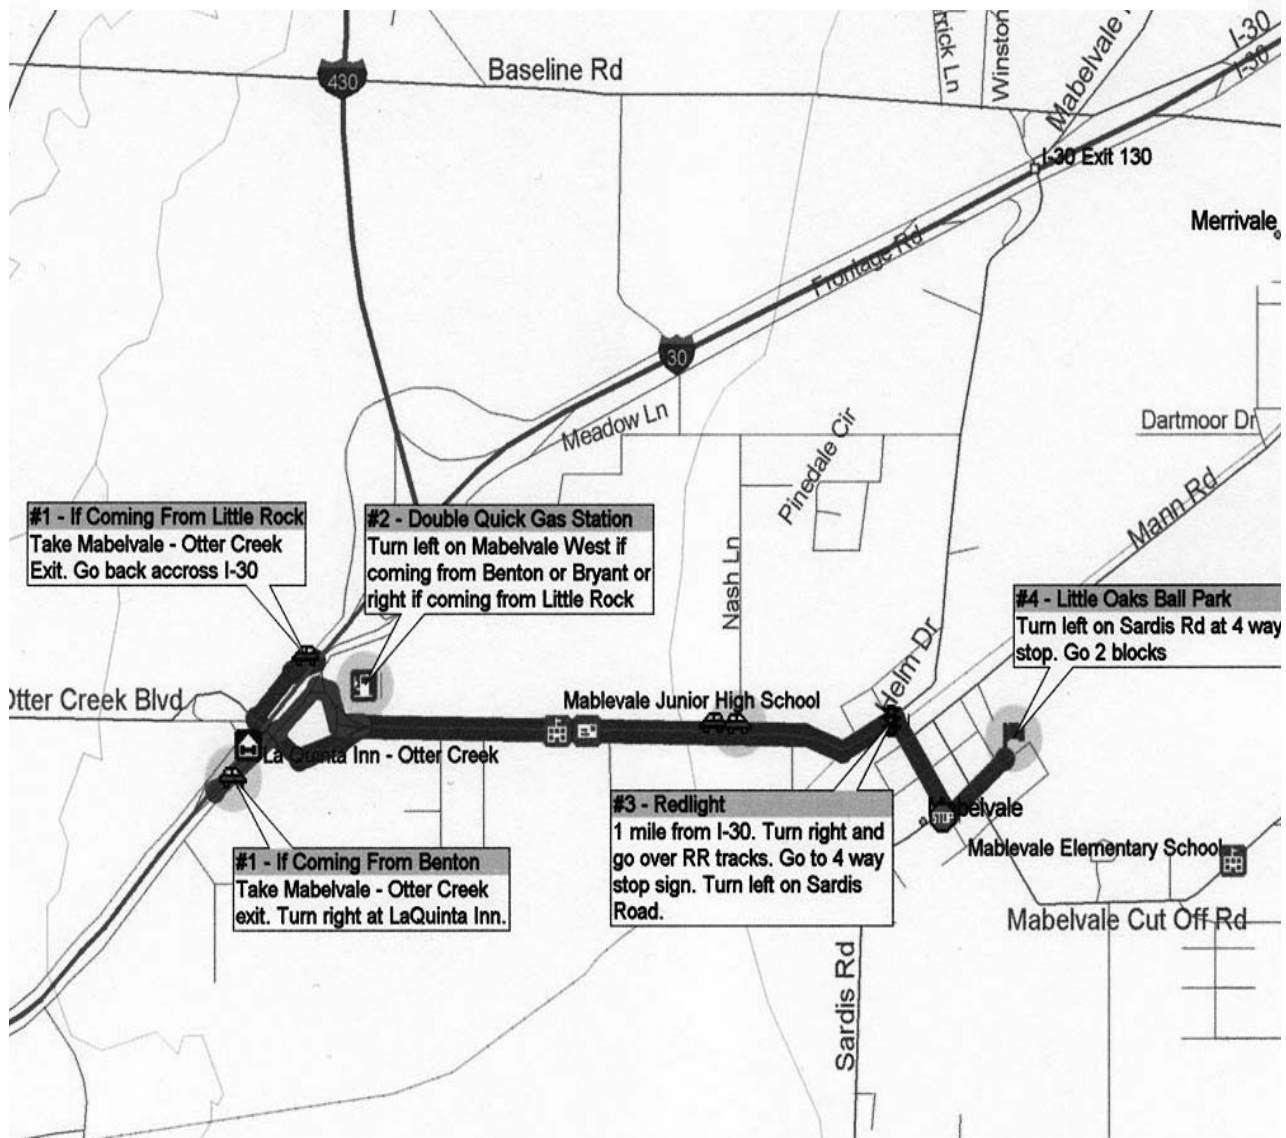 430
Baseline Rd
rrick Ln
Winston
Mabelvale
I-30
I-30
I-30 Exit 130
Merrivale
Frontage Rd
30
Meadow Ln
Pinedale Cir
Dartmoor Dr
Mann Rd
Nash Ln
Helm Dr
#1 - If Coming From Little Rock
Take Mabelvale - Otter Creek
Exit. Go back accross I-30
#2 - Double Quick Gas Station
Turn left on Mabelvale West if
coming from Benton or Bryant or
right if coming from Little Rock
#4 - Little Oaks Ball Park
Turn left on Sardis Rd at 4 way
stop. Go 2 blocks
Otter Creek Blvd
Mablevale Junior High School
La Quinta Inn - Otter Creek
#3 - Redlight
1 mile from I-30. Turn right and
go over RR tracks. Go to 4 way
stop sign. Turn left on Sardis
Road.
Mabelvale
STOP
Mablevale Elementary School
#1 - If Coming From Benton
Take Mabelvale - Otter Creek
exit. Turn right at LaQuinta Inn.
Mabelvale Cut Off Rd
Sardis Rd